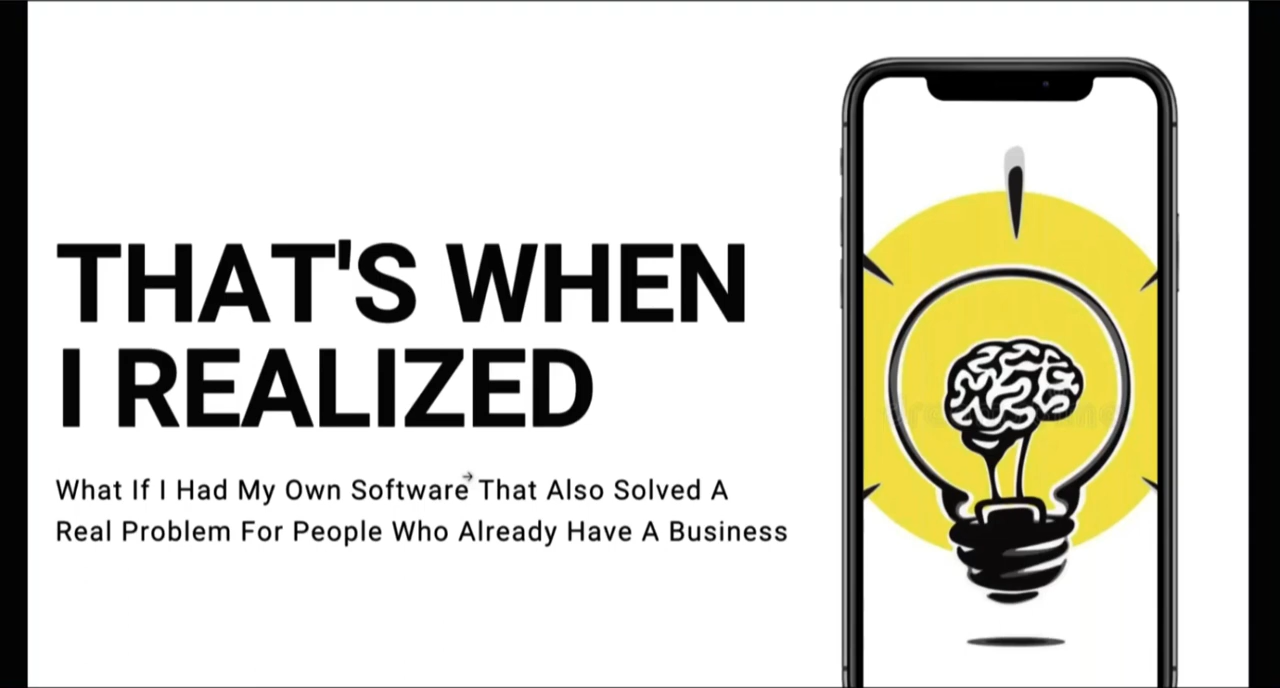 THAT'S WHEN
I REALIZED
What If I Had My Own Software That Also Solved A
Real Problem For People Who Already Have A Business